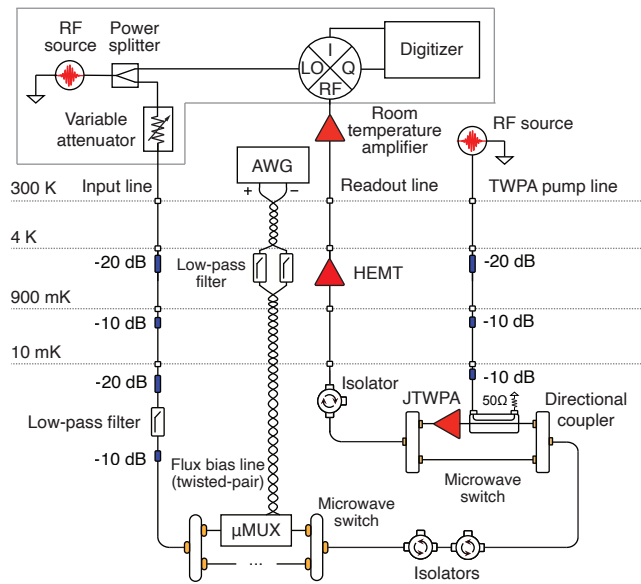 RF
source
Power
splitter
I
LO
Q
RF
Digitizer
Variable
attenuator
Room
temperature
amplifier
RF source
AWG
+
−
300 K
Input line
Readout line
TWPA pump line
4 K
-20 dB
Low-pass
filter
HEMT
-20 dB
900 mK
-10 dB
-10 dB
10 mK
-20 dB
Isolator
-10 dB
JTWPA
50Ω
Directional
coupler
Low-pass filter
-10 dB
Flux bias line
(twisted-pair)
Microwave
switch
μMUX
Microwave
switch
...
Isolators